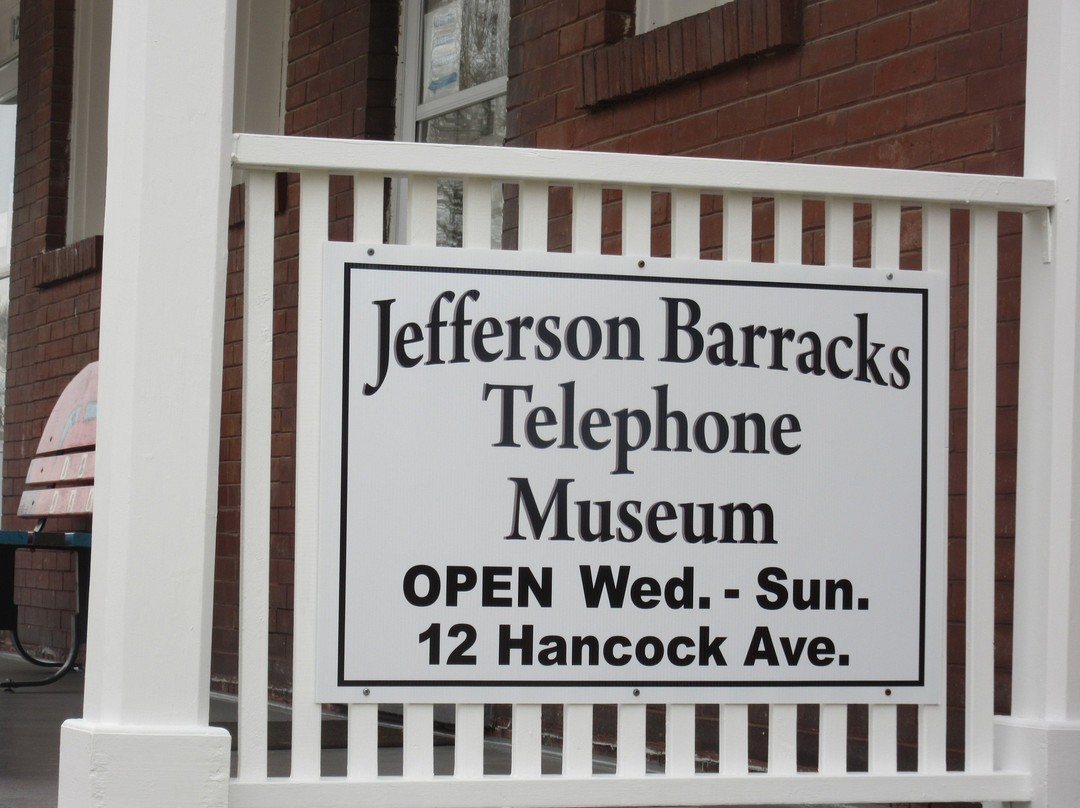 Jefferson Barracks
Telephone
Museum
OPEN Wed. - Sun.
12 Hancock Ave.